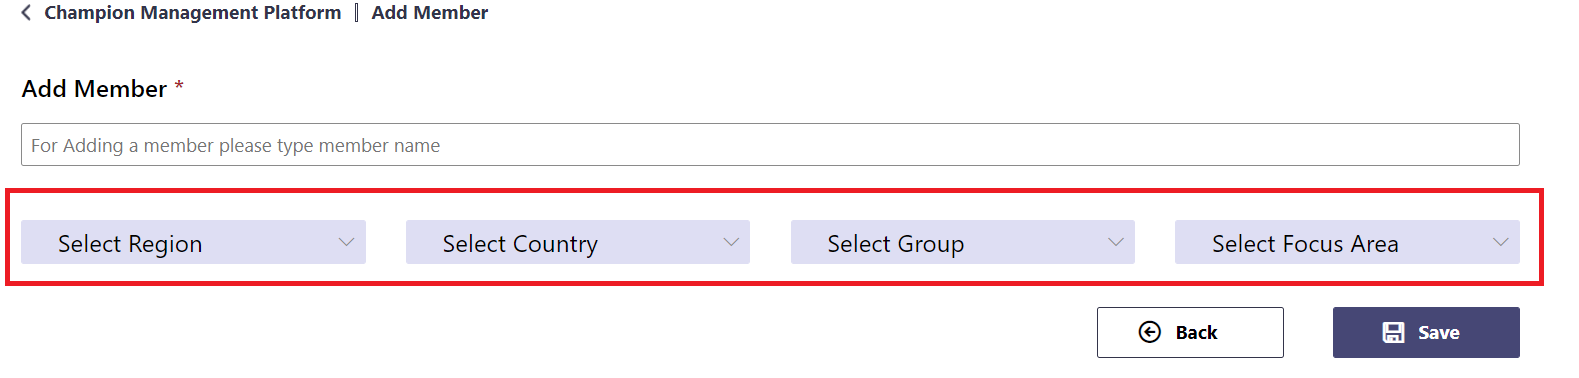 Champion Management Platform | Add Member
Add Member *
For Adding a member please type member name
Select Region Select Country Select Group Select Focus Area
Back Save